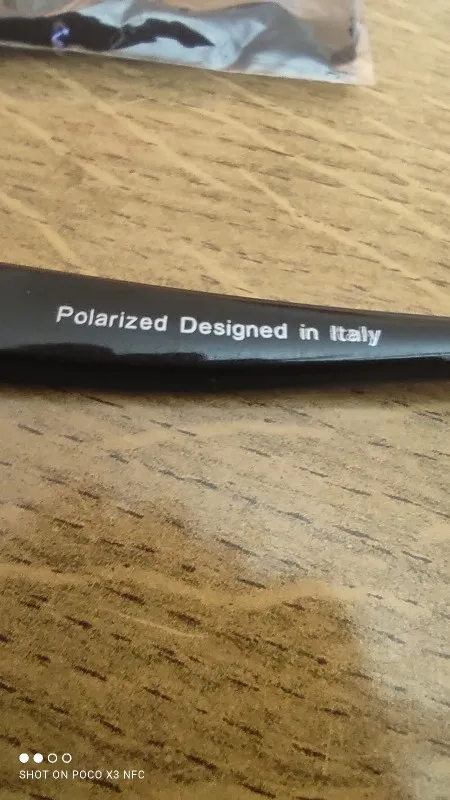 Polarized Designed in Italy
SHOT ON POCO X3 NFC